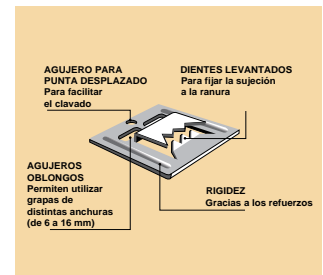 AGUJERO PARA
PUNTA DESPLAZADO
Para facilitar
el clavado
DIENTES LEVANTADOS
Para fijar la sujeción
a la ranura
AGUJEROS
OBLONGOS
Permiten utilizar
grapas de
distintas anchuras
(de 6 a 16 mm)
RIGIDEZ
Gracias a los refuerzos